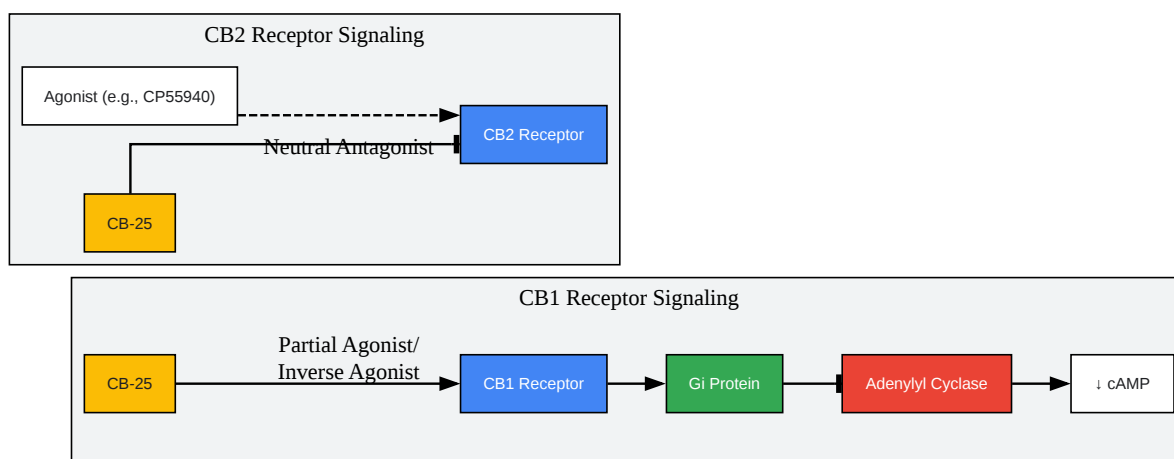 CB2 Receptor Signaling
Agonist (e.g., CP55940)
CB2 Receptor
Neutral Antagonist
CB-25
CB1 Receptor Signaling
Partial Agonist/
Inverse Agonist
CB-25
CB1 Receptor
Gi Protein
Adenylyl Cyclase
↓ cAMP